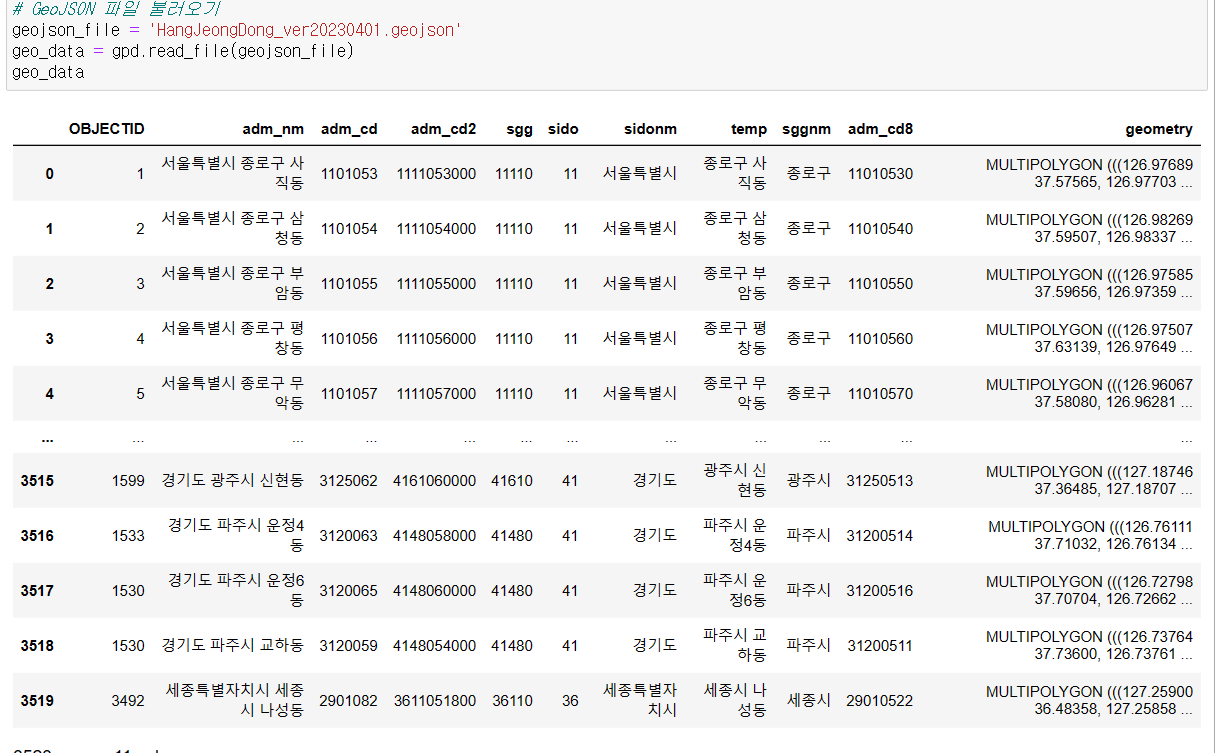 # GeoJSON 파일 불러오기
geojson_file = 'HangJeongDong_ver20230401.geojson'
geo_data = gpd.read_file(geojson_file)
geo_data
OBJECTID adm_nm adm_cd adm_cd2 sgg sido sidonm temp sggnm adm_cd8 geometry
0 1 서울특별시 종로구 사직동 1101053 1111053000 11110 11 서울특별시 종로구 사직동 종로구 11010530 MULTIPOLYGON (((126.97689 37.57565, 126.97703 ...
1 2 서울특별시 종로구 삼청동 1101054 1111054000 11110 11 서울특별시 종로구 삼청동 종로구 11010540 MULTIPOLYGON (((126.98269 37.59507, 126.98337 ...
2 3 서울특별시 종로구 부암동 1101055 1111055000 11110 11 서울특별시 종로구 부암동 종로구 11010550 MULTIPOLYGON (((126.97585 37.59656, 126.97359 ...
3 4 서울특별시 종로구 평창동 1101056 1111056000 11110 11 서울특별시 종로구 평창동 종로구 11010560 MULTIPOLYGON (((126.97507 37.63139, 126.97649 ...
4 5 서울특별시 종로구 무악동 1101057 1111057000 11110 11 서울특별시 종로구 무악동 종로구 11010570 MULTIPOLYGON (((126.96067 37.58080, 126.96281 ...
... ... ... ... ... ... ... ... ... ... ... ...
3515 1599 경기도 광주시 신현동 3125062 4161060000 41610 41 경기도 광주시 신현동 광주시 31250513 MULTIPOLYGON (((127.18746 37.36485, 127.18707 ...
3516 1533 경기도 파주시 운정4동 3120063 4148058000 41480 41 경기도 파주시 운정4동 파주시 31200514 MULTIPOLYGON (((126.76111 37.71032, 126.76134 ...
3517 1530 경기도 파주시 운정6동 3120065 4148060000 41480 41 경기도 파주시 운정6동 파주시 31200516 MULTIPOLYGON (((126.72798 37.70704, 126.72662 ...
3518 1530 경기도 파주시 교하동 3120059 4148054000 41480 41 경기도 파주시 교하동 파주시 31200511 MULTIPOLYGON (((126.73764 37.73600, 126.73761 ...
3519 3492 세종특별자치시 세종시 나성동 2901082 3611051800 36110 36 세종특별자치시 세종시 나성동 세종시 29010522 MULTIPOLYGON (((127.25900 36.48358, 127.25858 ...